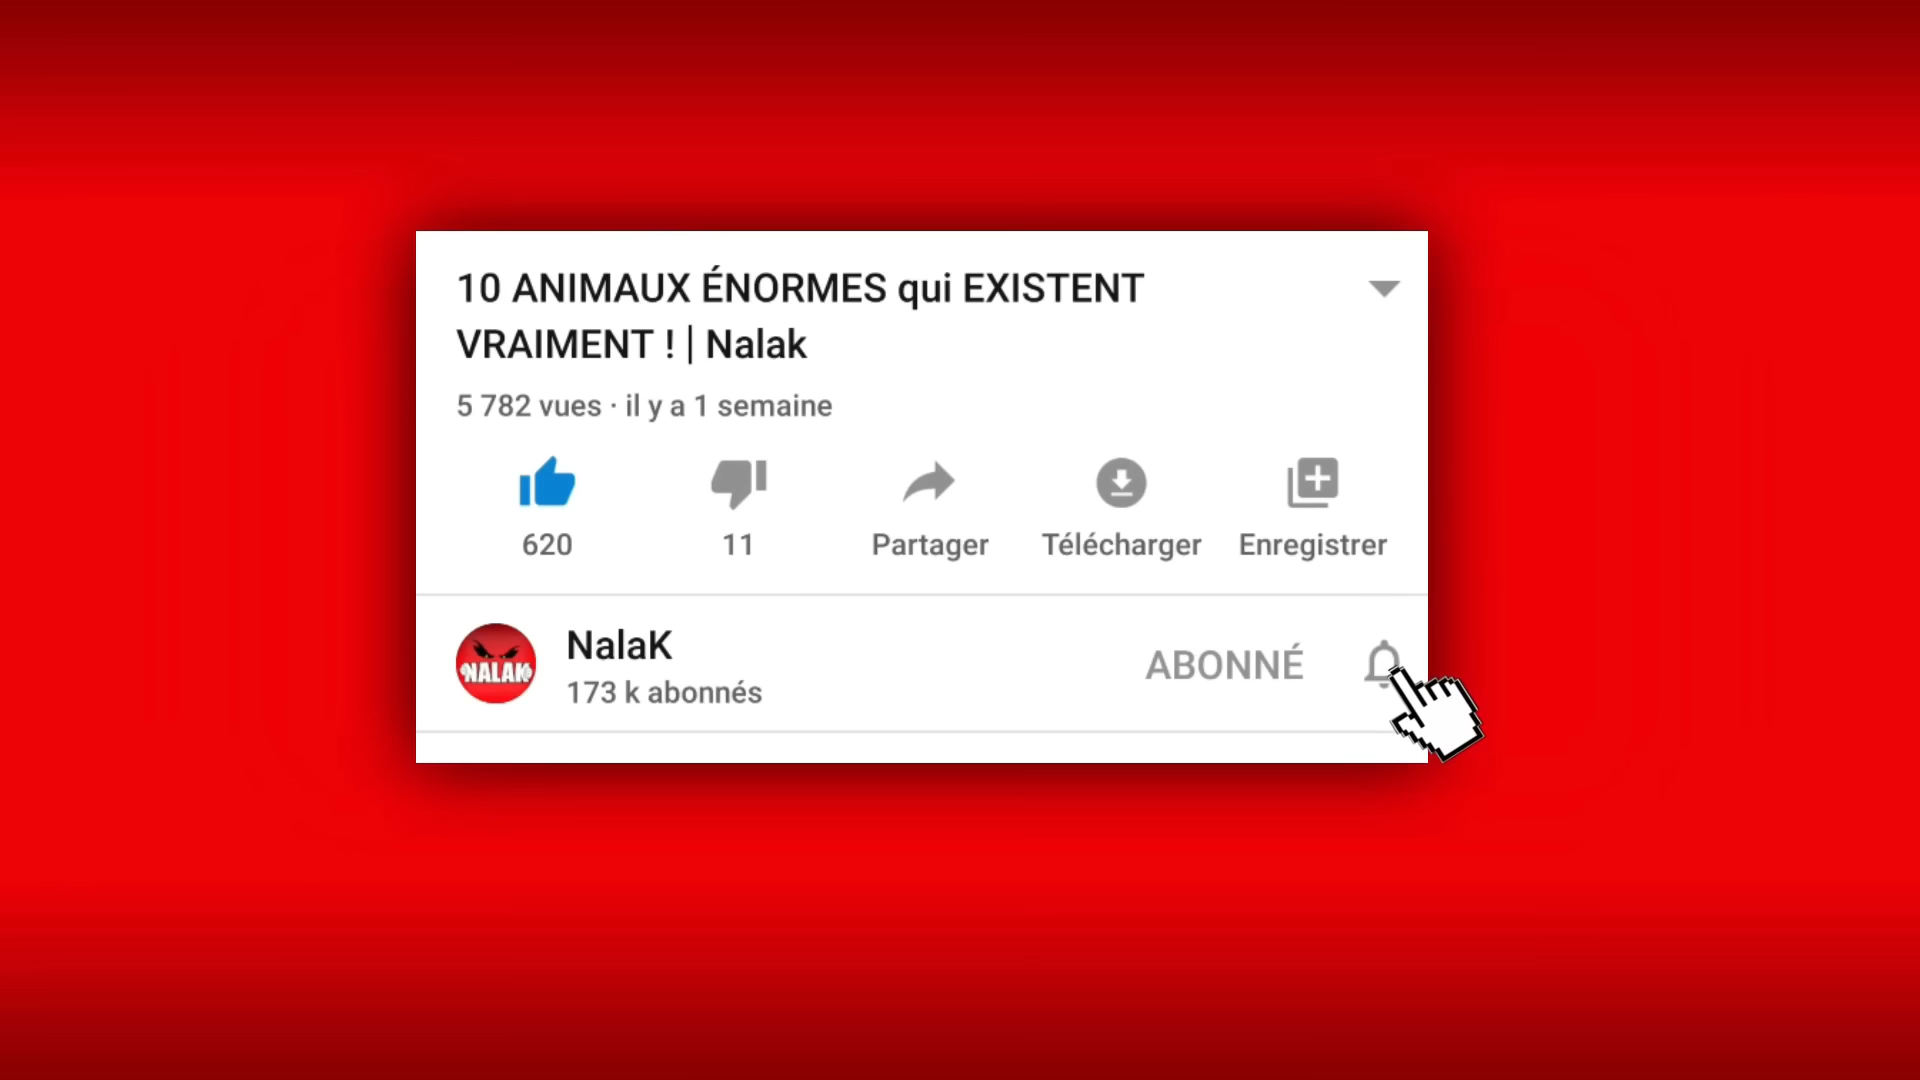 10 ANIMAUX ÉNORMES qui EXISTENT
VRAIMENT ! | Nalak
5 782 vues · il y a 1 semaine
620
11
Partager
Télécharger
Enregistrer
NALAK
NalaK
173 k abonnés
ABONNÉ